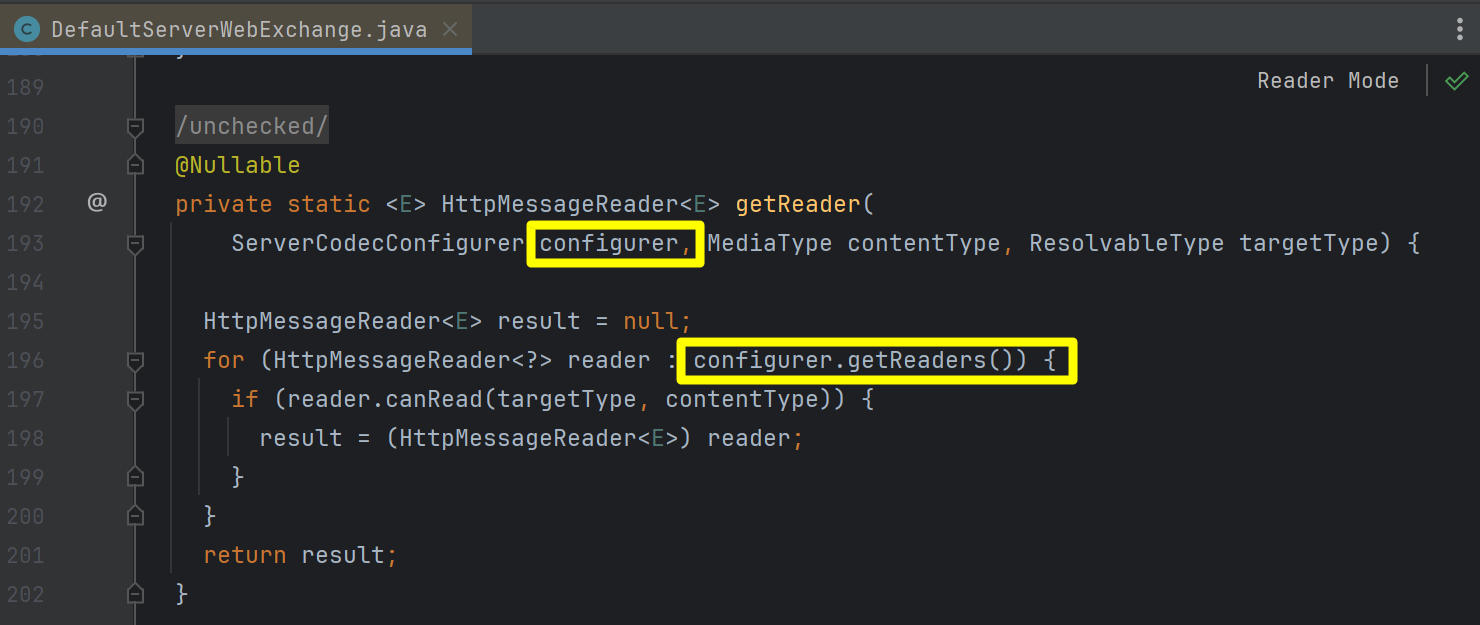 DefaultServerWebExchange.java
Reader Mode
189
190 /unchecked/
191 @Nullable
192 @ private static <E> HttpMessageReader<E> getReader(
193 ServerCodecConfigurer configurer, MediaType contentType, ResolvableType targetType) {
194
195 HttpMessageReader<E> result = null;
196 for (HttpMessageReader<?> reader : configurer.getReaders()) {
197 if (reader.canRead(targetType, contentType)) {
198 result = (HttpMessageReader<E>) reader;
199 }
200 }
201 return result;
202 }